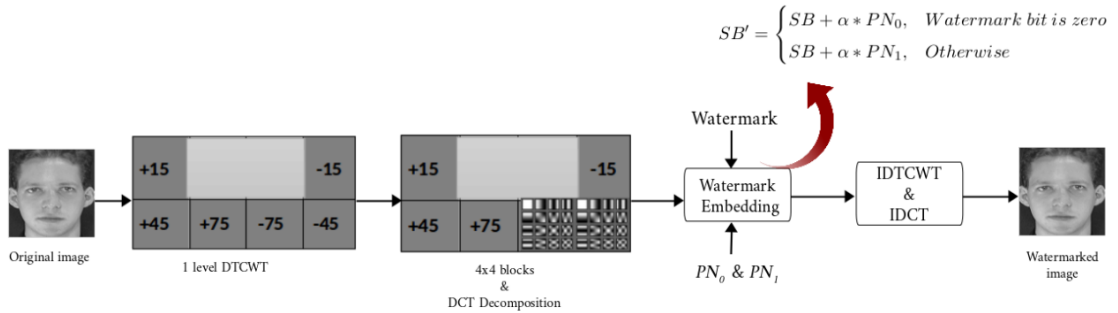 SB' = { SB + α * PN₀, Watermark bit is zero
SB + α * PN₁, Otherwise
Original image
+15
-15
+45 +75 -75 -45
1 level DTCWT
+15
-15
+45 +75
4x4 blocks
&
DCT Decomposition
Watermark
Watermark
Embedding
PN₀ & PN₁
IDTCWT
&
IDCT
Watermarked
image